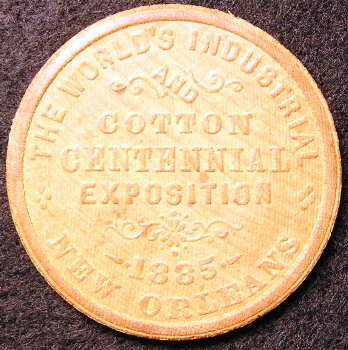 THE WORLD'S INDUSTRIAL
AND
COTTON
CENTENNIAL
EXPOSITION
1885
NEW ORLEANS